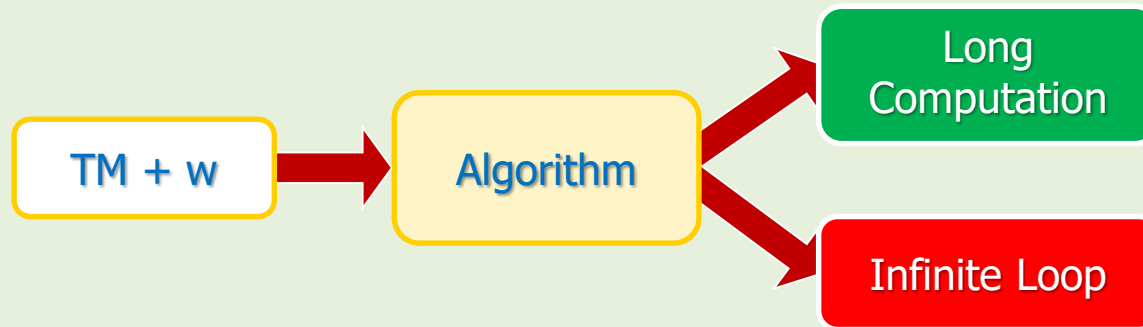 TM + w
Algorithm
Long
Computation
Infinite Loop